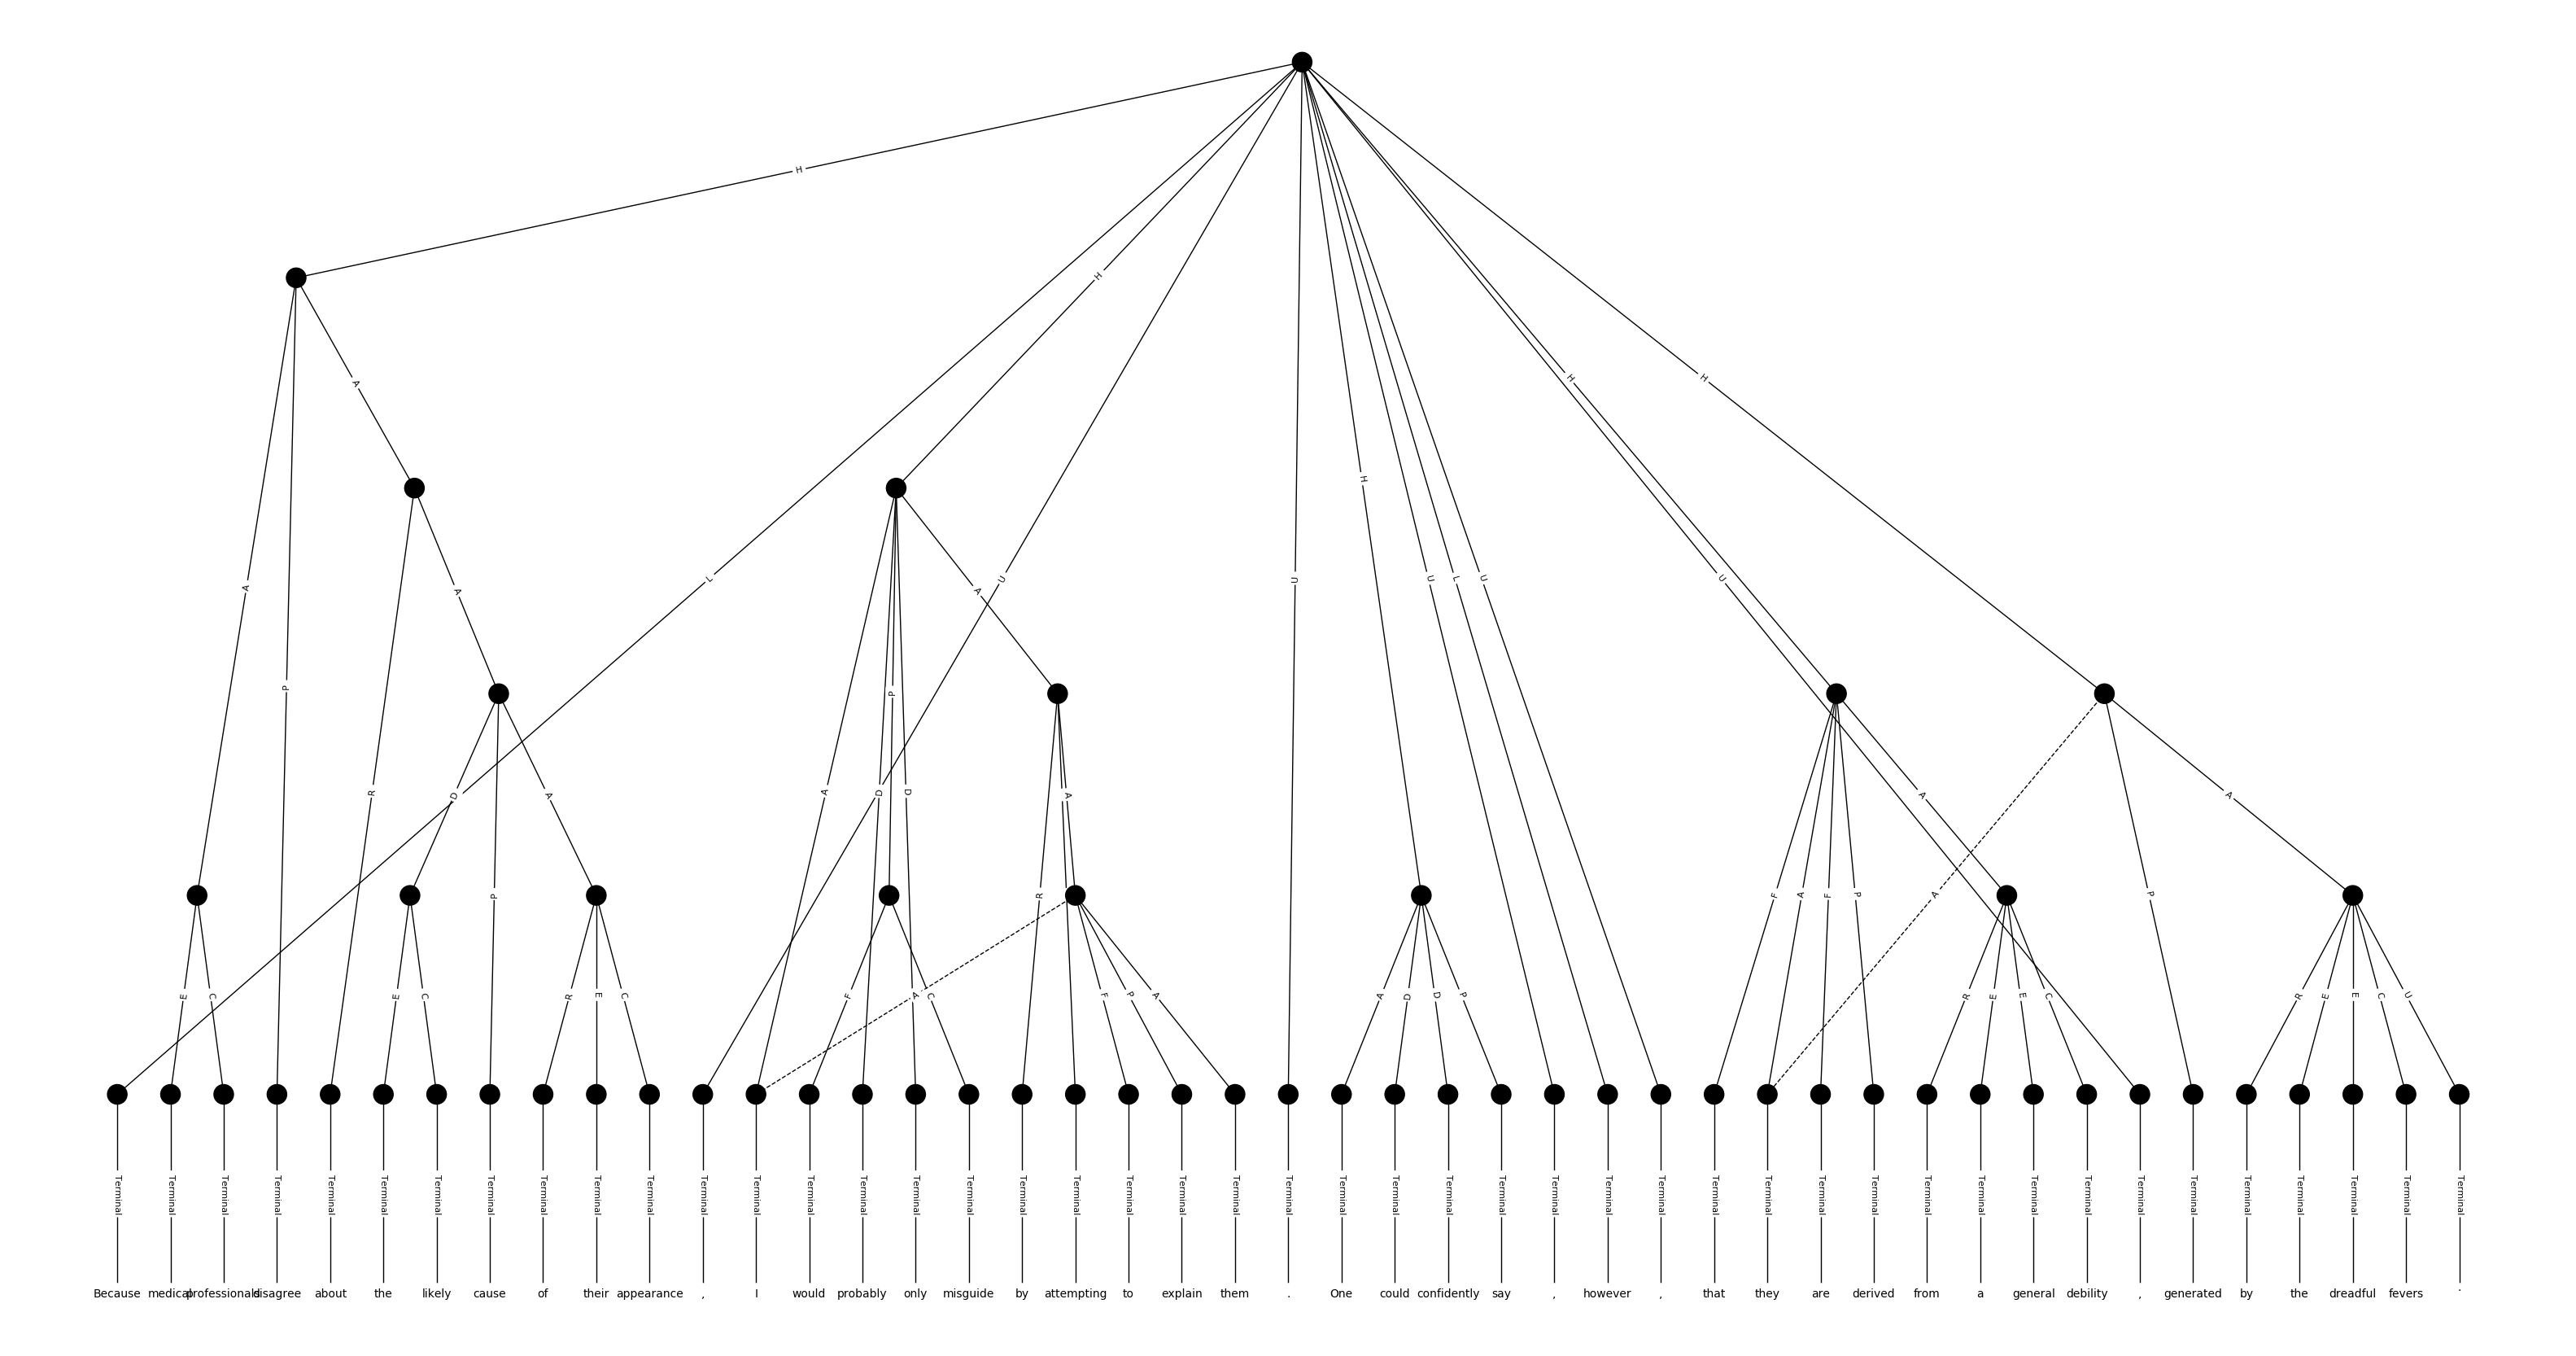 H
H
H
H
A
H
L
U
U
U
L
U
U
A
A
A
P
P
R
D
A
A
D
D
A
R
A
A
P
F
A
F
P
A
P
E
C
E
C
R
E
C
F
A
C
F
P
A
A
D
D
P
R
E
E
C
R
E
E
C
U
Terminal Terminal Terminal Terminal Terminal Terminal Terminal Terminal Terminal Terminal Terminal Terminal Terminal Terminal Terminal Terminal Terminal Terminal Terminal Terminal Terminal Terminal Terminal Terminal Terminal Terminal Terminal Terminal Terminal Terminal Terminal Terminal Terminal Terminal Terminal Terminal Terminal Terminal Terminal Terminal Terminal Terminal Terminal Terminal Terminal
Because medical professionals disagree about the likely cause of their appearance , I would probably only misguide by attempting to explain them . One could confidently say , however , that they are derived from a general debility , generated by the dreadful fevers .